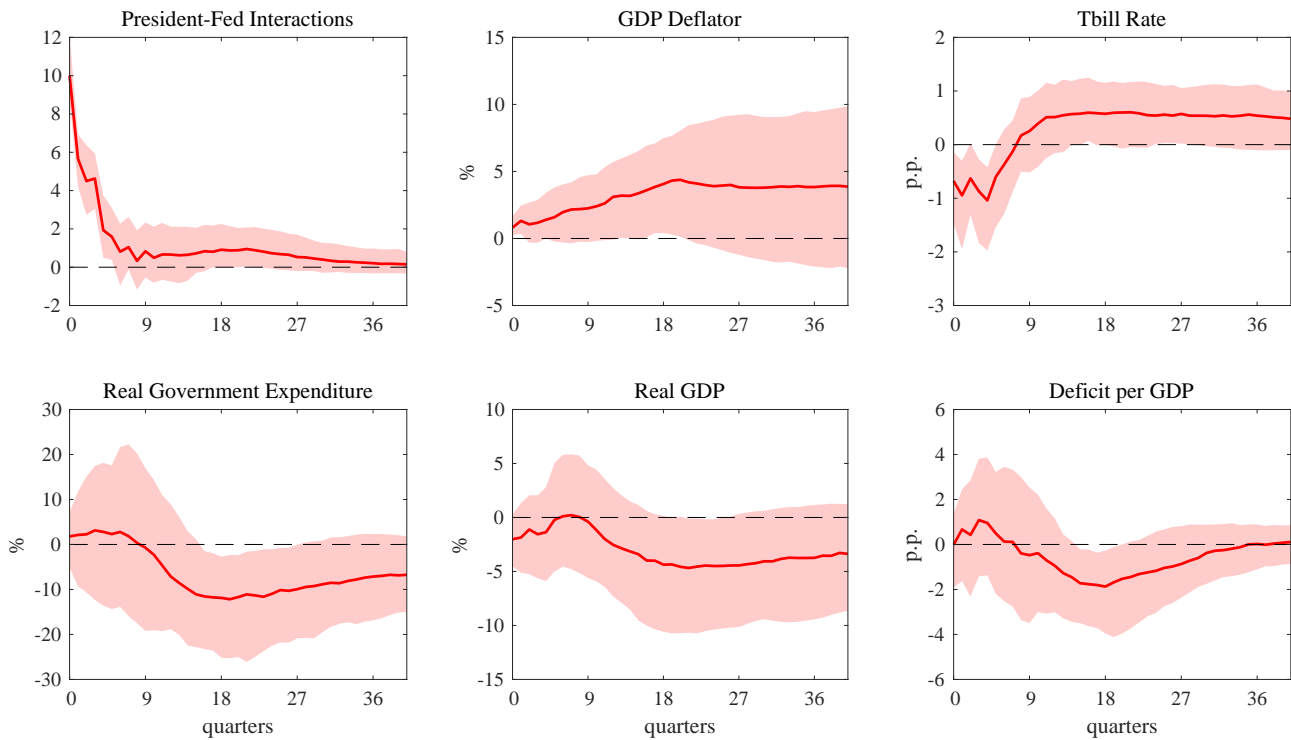 President-Fed Interactions
12
10
8
6
4
2
0
-2
0 9 18 27 36
GDP Deflator
%
15
10
5
0
-5
0 9 18 27 36
Tbill Rate
p.p.
2
1
0
-1
-2
-3
0 9 18 27 36
Real Government Expenditure
%
30
20
10
0
-10
-20
-30
0 9 18 27 36
quarters
Real GDP
%
10
5
0
-5
-10
-15
0 9 18 27 36
quarters
Deficit per GDP
p.p.
6
4
2
0
-2
-4
-6
0 9 18 27 36
quarters